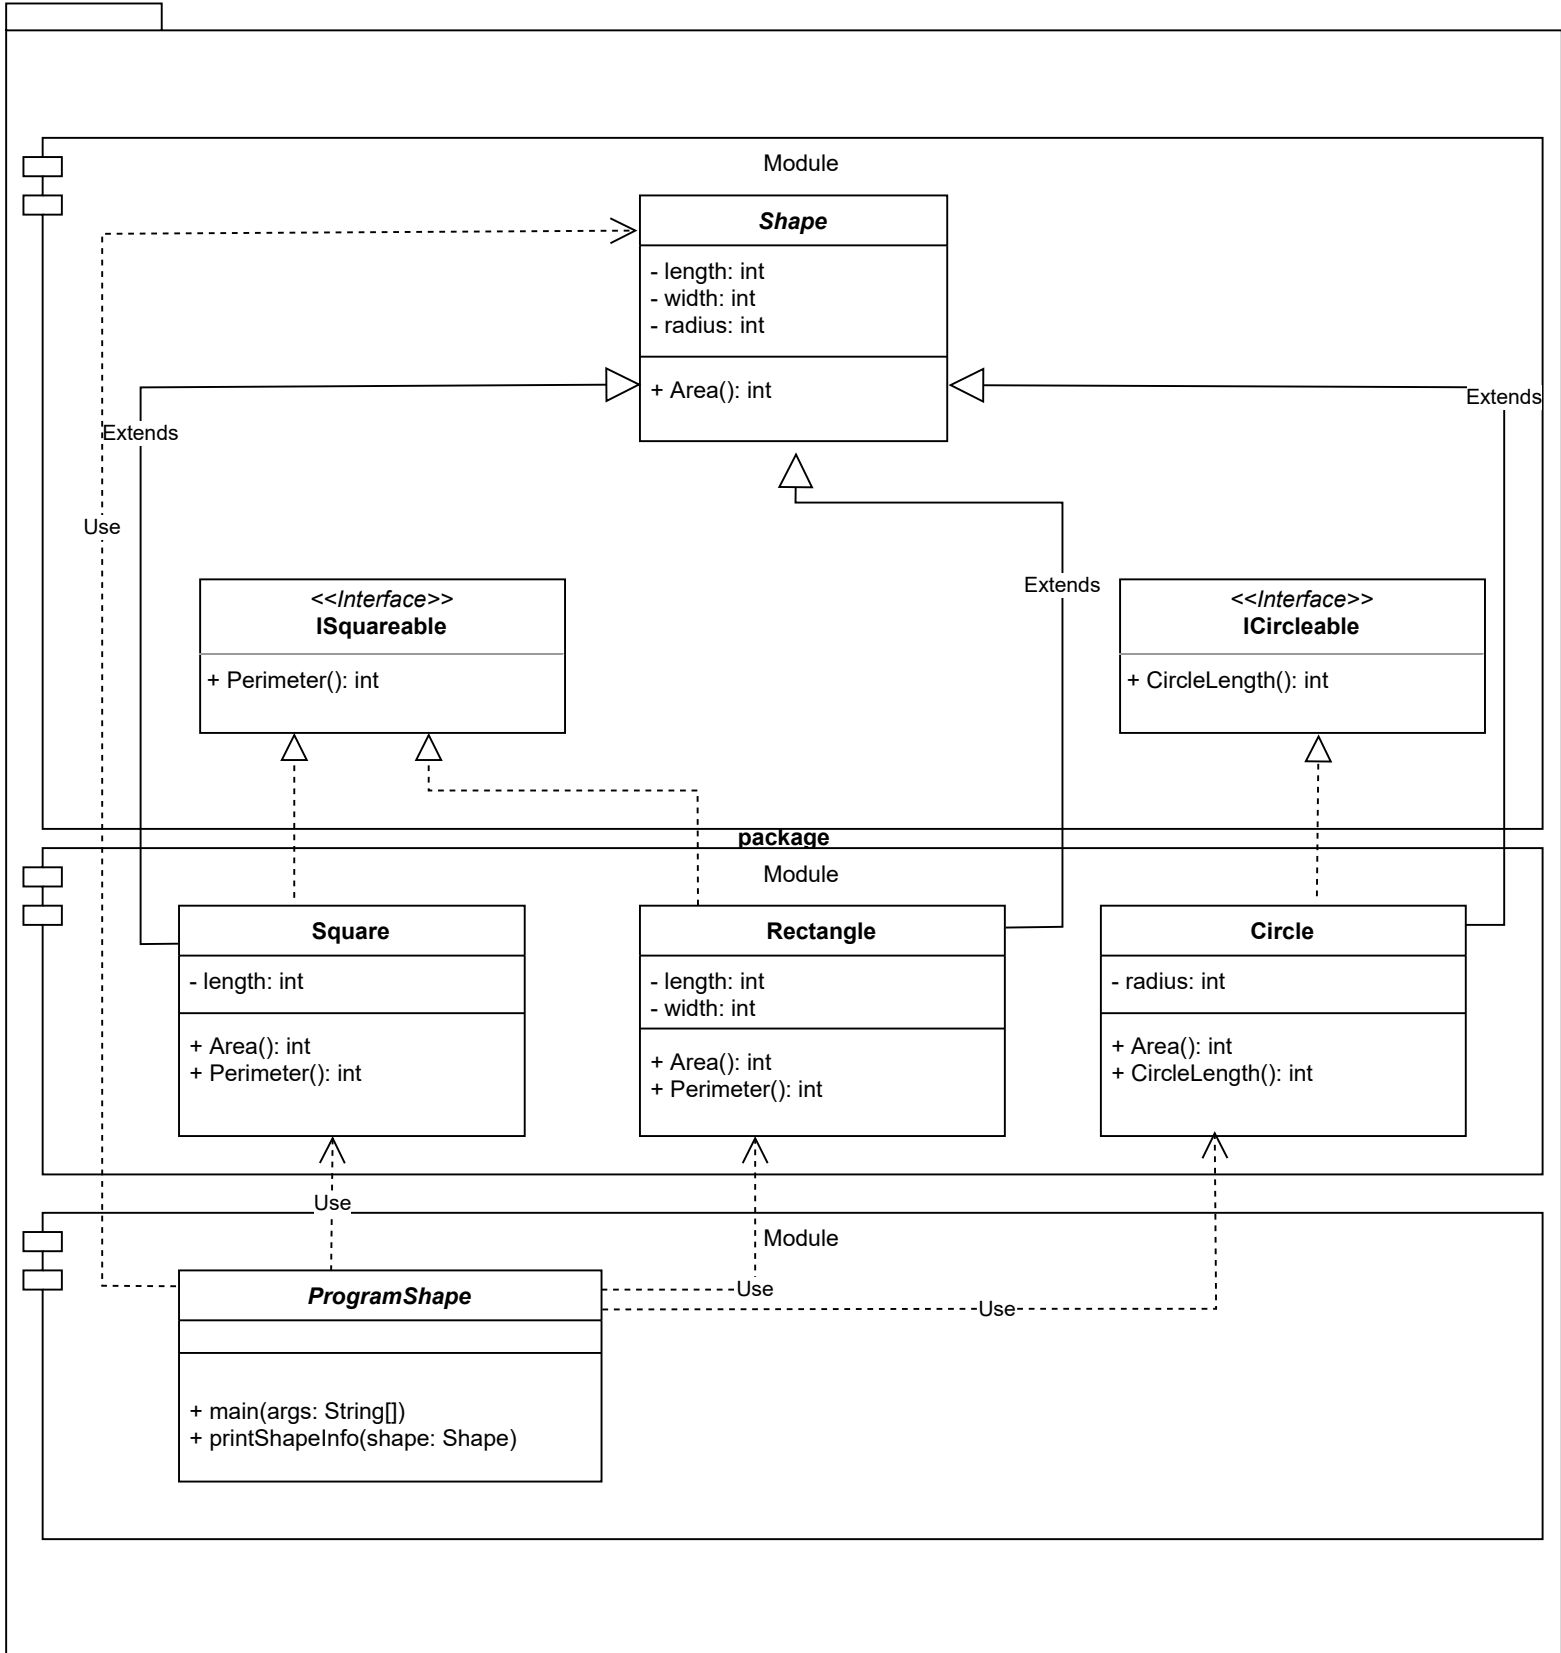 Module
Shape
- length: int
- width: int
- radius: int
+ Area(): int
Extends
Extends
Use
Extends
<<Interface>>
ISquareable
+ Perimeter(): int
<<Interface>>
ICircleable
+ CircleLength(): int
package
Module
Square
- length: int
+ Area(): int
+ Perimeter(): int
Rectangle
- length: int
- width: int
+ Area(): int
+ Perimeter(): int
Circle
- radius: int
+ Area(): int
+ CircleLength(): int
Use
Module
Use
Use
ProgramShape
+ main(args: String[])
+ printShapeInfo(shape: Shape)